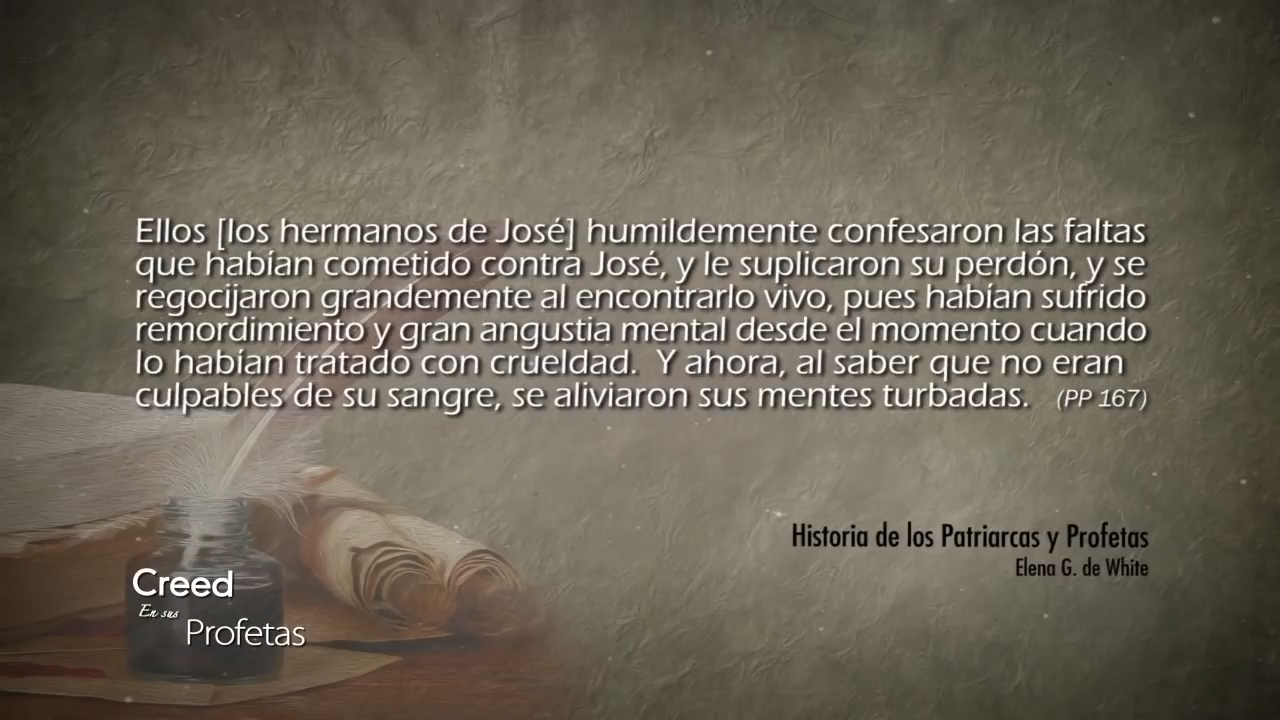 Ellos [los hermanos de José] humildemente confesaron las faltas
que habían cometido contra José, y le suplicaron su perdón, y se
regocijaron grandemente al encontrarlo vivo, pues habían sufrido
remordimiento y gran angustia mental desde el momento cuando
lo habían tratado con crueldad. Y ahora, al saber que no eran
culpables de su sangre, se aliviaron sus mentes turbadas. (PP 167)
Historia de los Patriarcas y Profetas
Elena G. de White
Creed
En sus
Profetas